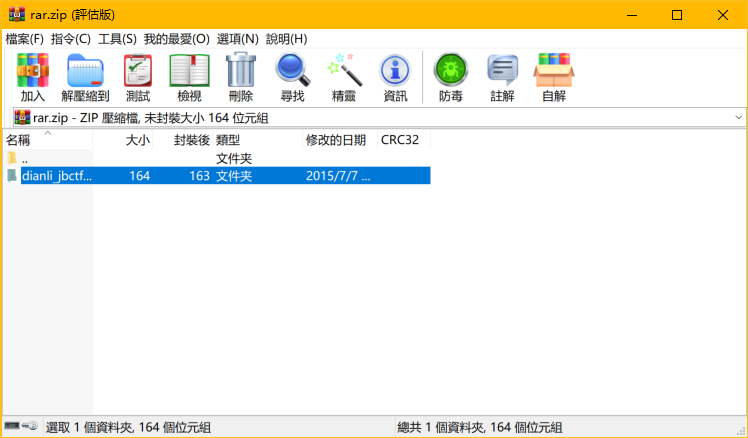 rar.zip (評估版)
檔案(F) 指令(C) 工具(S) 我的最愛(O) 選項(N) 說明(H)
加入 解壓縮到 測試 檢視 刪除 尋找 精靈 資訊 防毒 註解 自解
rar.zip - ZIP 壓縮檔, 未封裝大小 164 位元組
名稱 大小 封裝後 類型 修改的日期 CRC32
.. 文件夹
dianli_jbctf... 164 163 文件夹 2015/7/7 ...
選取 1 個資料夾, 164 個位元組 總共 1 個資料夾, 164 個位元組